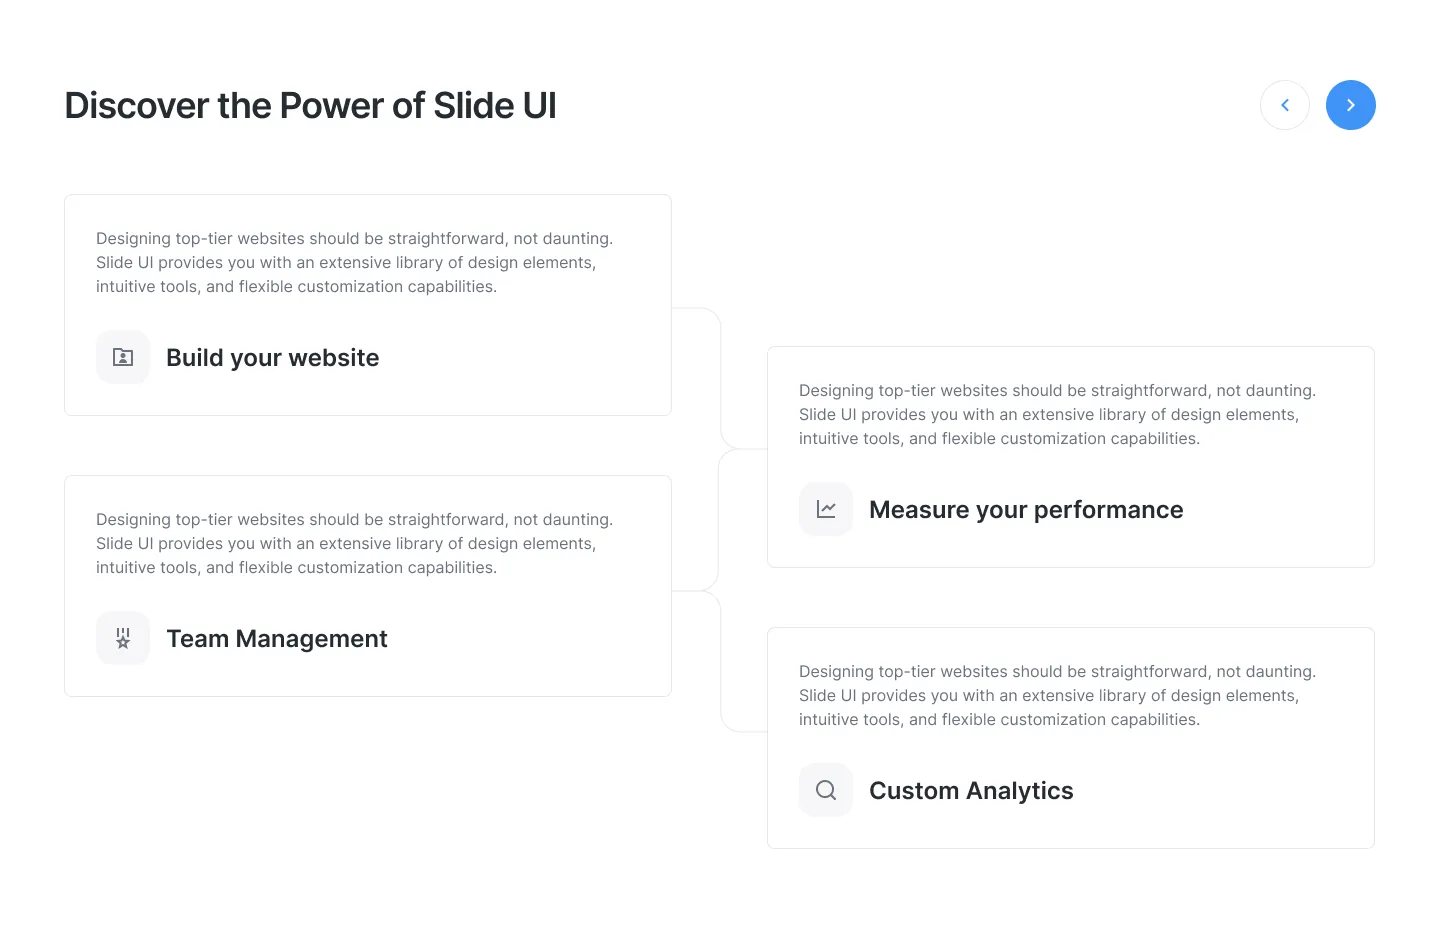 Discover the Power of Slide UI
Designing top-tier websites should be straightforward, not daunting.
Slide UI provides you with an extensive library of design elements,
intuitive tools, and flexible customization capabilities.
Build your website
Designing top-tier websites should be straightforward, not daunting.
Slide UI provides you with an extensive library of design elements,
intuitive tools, and flexible customization capabilities.
Team Management
Designing top-tier websites should be straightforward, not daunting.
Slide UI provides you with an extensive library of design elements,
intuitive tools, and flexible customization capabilities.
Measure your performance
Designing top-tier websites should be straightforward, not daunting.
Slide UI provides you with an extensive library of design elements,
intuitive tools, and flexible customization capabilities.
Custom Analytics